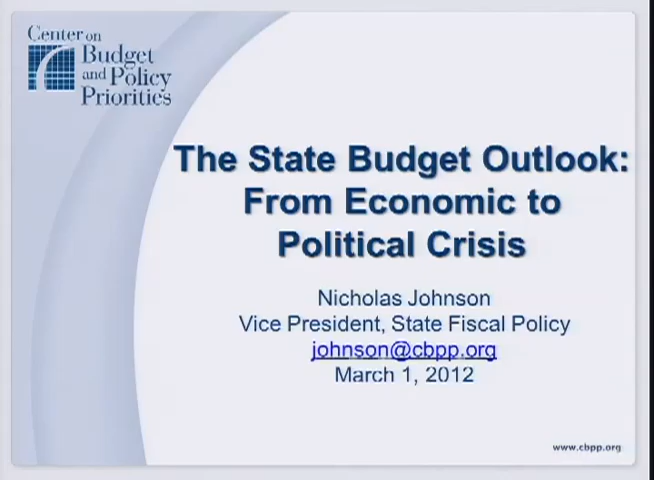 Center on
Budget
and Policy
Priorities
The State Budget Outlook:
From Economic to
Political Crisis
Nicholas Johnson
Vice President, State Fiscal Policy
johnson@cbpp.org
March 1, 2012
www.cbpp.org